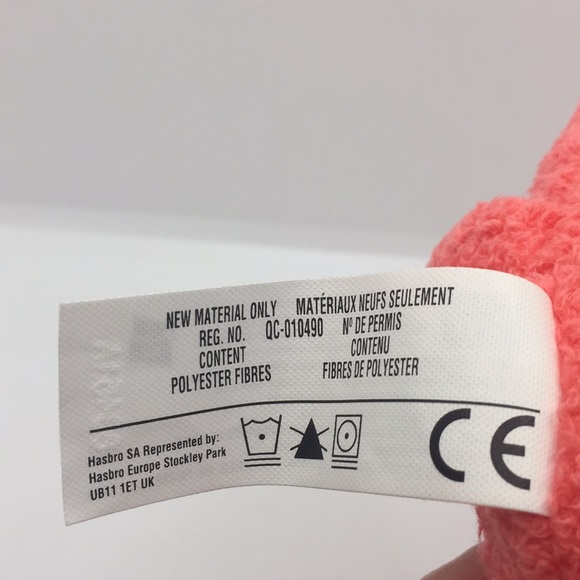 NEW MATERIAL ONLY MATÉRIAUX NEUFS SEULEMENT
REG. NO. QC-010490 Nº DE PERMIS
CONTENT CONTENU
POLYESTER FIBRES FIBRES DE POLYESTER
Hasbro SA Represented by:
Hasbro Europe Stockley Park
UB11 1ET UK
CE